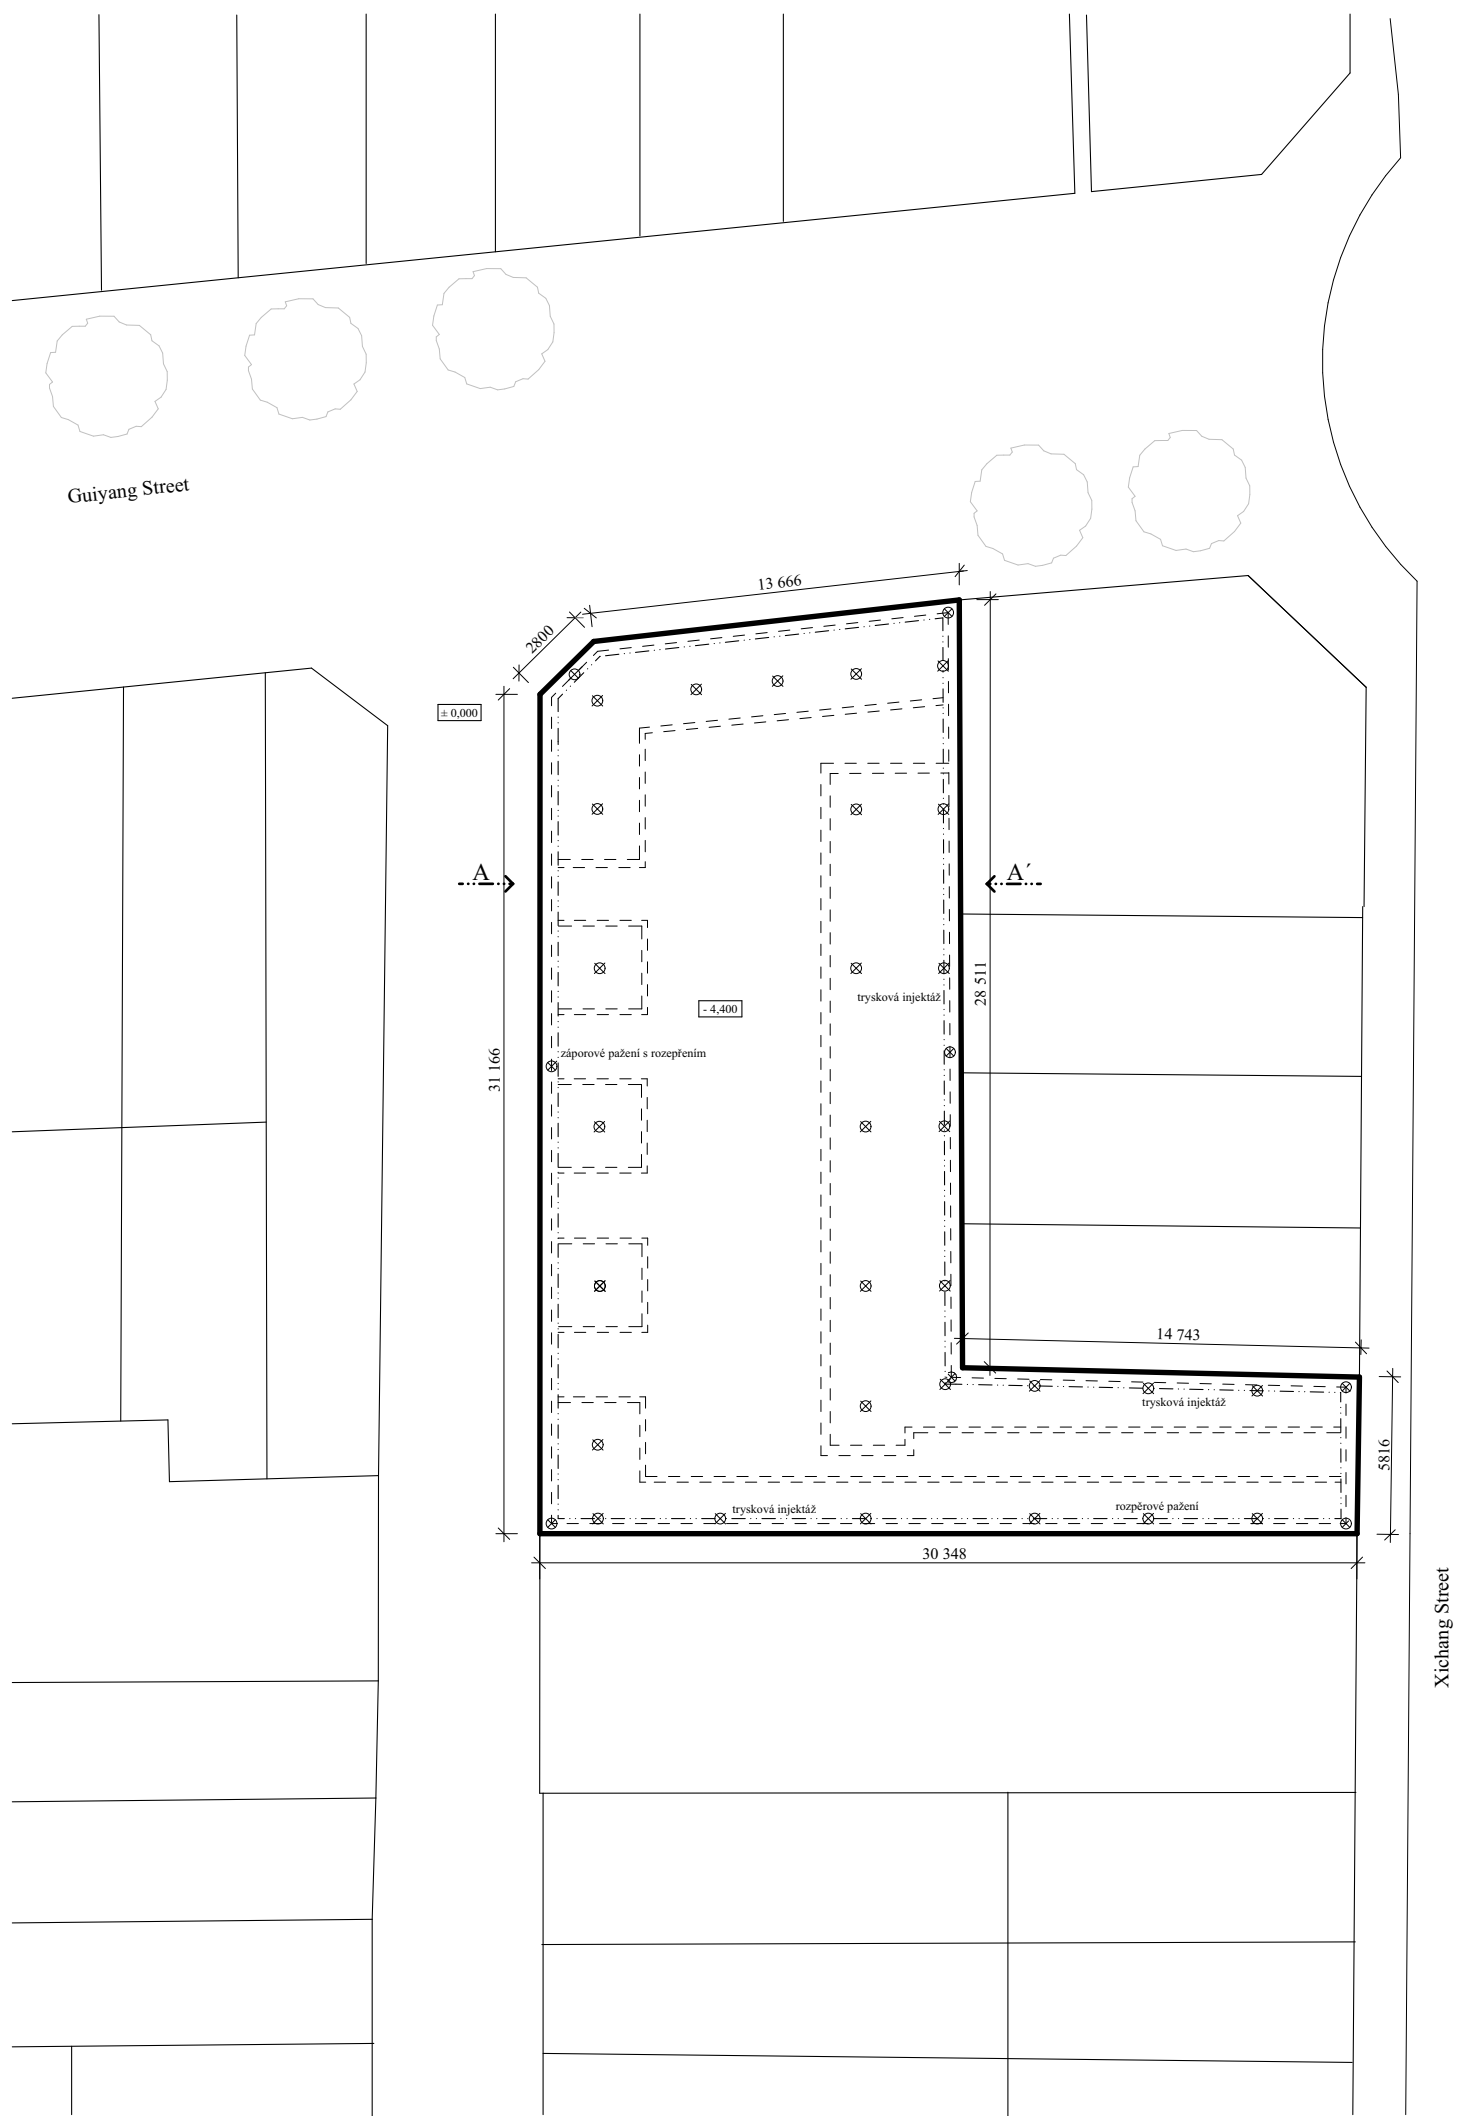 Guiyang Street
13 666
2800
± 0,000
A
A´
28 511
trysková injektáž
- 4,400
záporové pažení s rozepřením
31 166
14 743
trysková injektáž
5816
trysková injektáž
rozpěrové pažení
30 348
Xichang Street